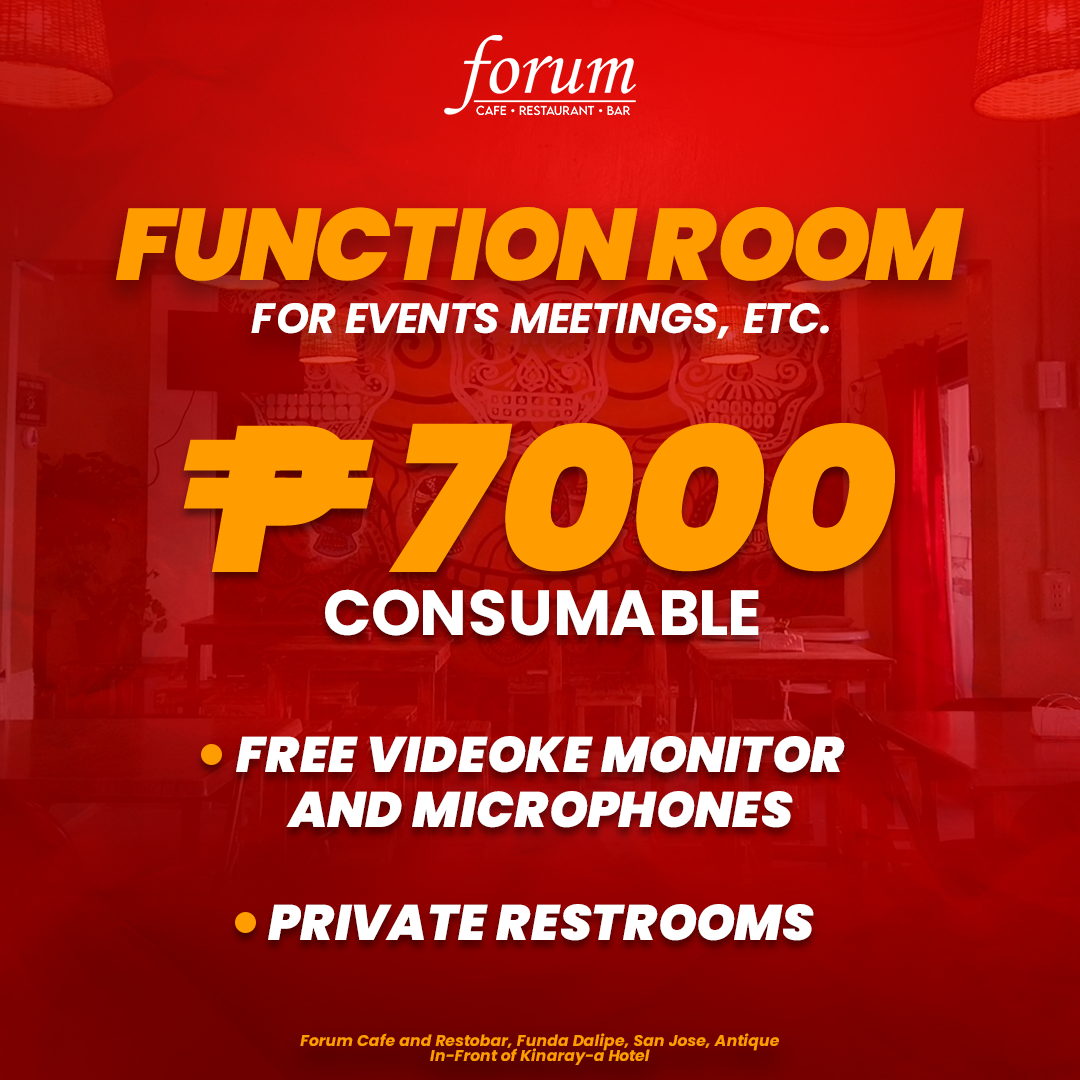 forum
CAFE • RESTAURANT • BAR
FUNCTION ROOM
FOR EVENTS MEETINGS, ETC.
₱7000
CONSUMABLE
• FREE VIDEOKE MONITOR
AND MICROPHONES
• PRIVATE RESTROOMS
Forum Cafe and Restobar, Funda Dalipe, San Jose, Antique
In-Front of Kinaray-a Hotel